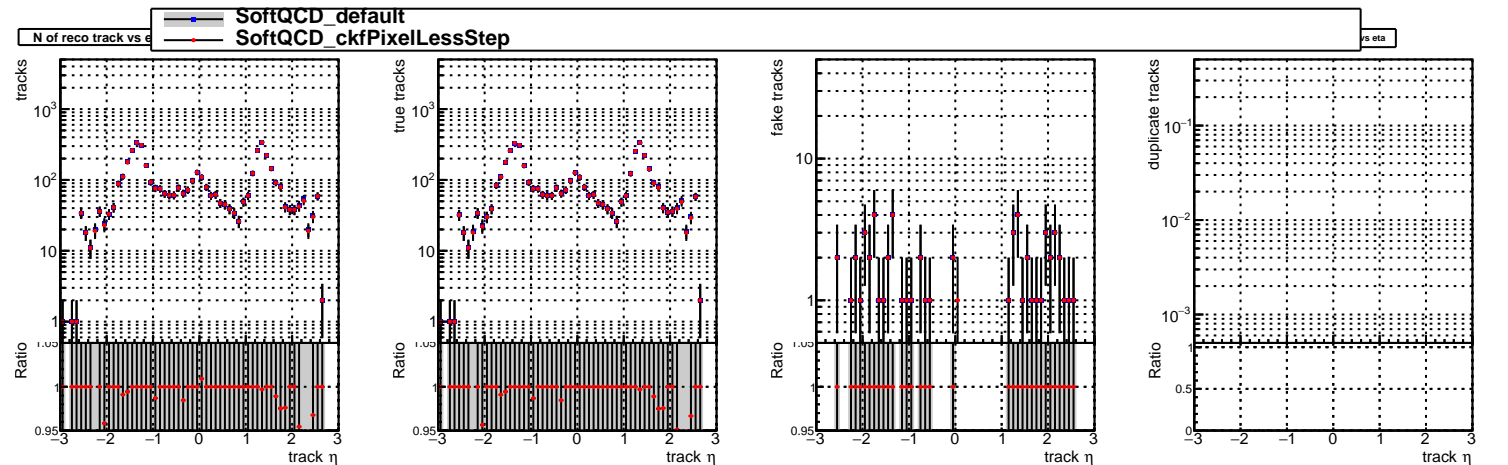 SoftQCD_default
SoftQCD_ckfPixelLessStep
N of reco track vs e
vs eta
tracks
10³
10²
10
1
Ratio
1.05
1
0.95
−3 −2 −1 0 1 2 3
track η
true tracks
10³
10²
10
1
Ratio
1.05
1
0.95
−3 −2 −1 0 1 2 3
track η
fake tracks
10
1
Ratio
1.05
1
0.95
−3 −2 −1 0 1 2 3
track η
duplicate tracks
10⁻¹
10⁻²
10⁻³
Ratio
1
0.5
0
−3 −2 −1 0 1 2 3
track η